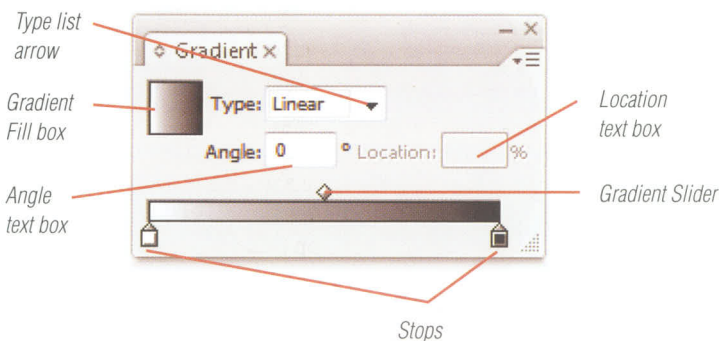 Type list
arrow
Gradient
Type: Linear
Gradient
Fill box
Location
text box
Angle: 0 ° Location: %
Angle
text box
Gradient Slider
Stops